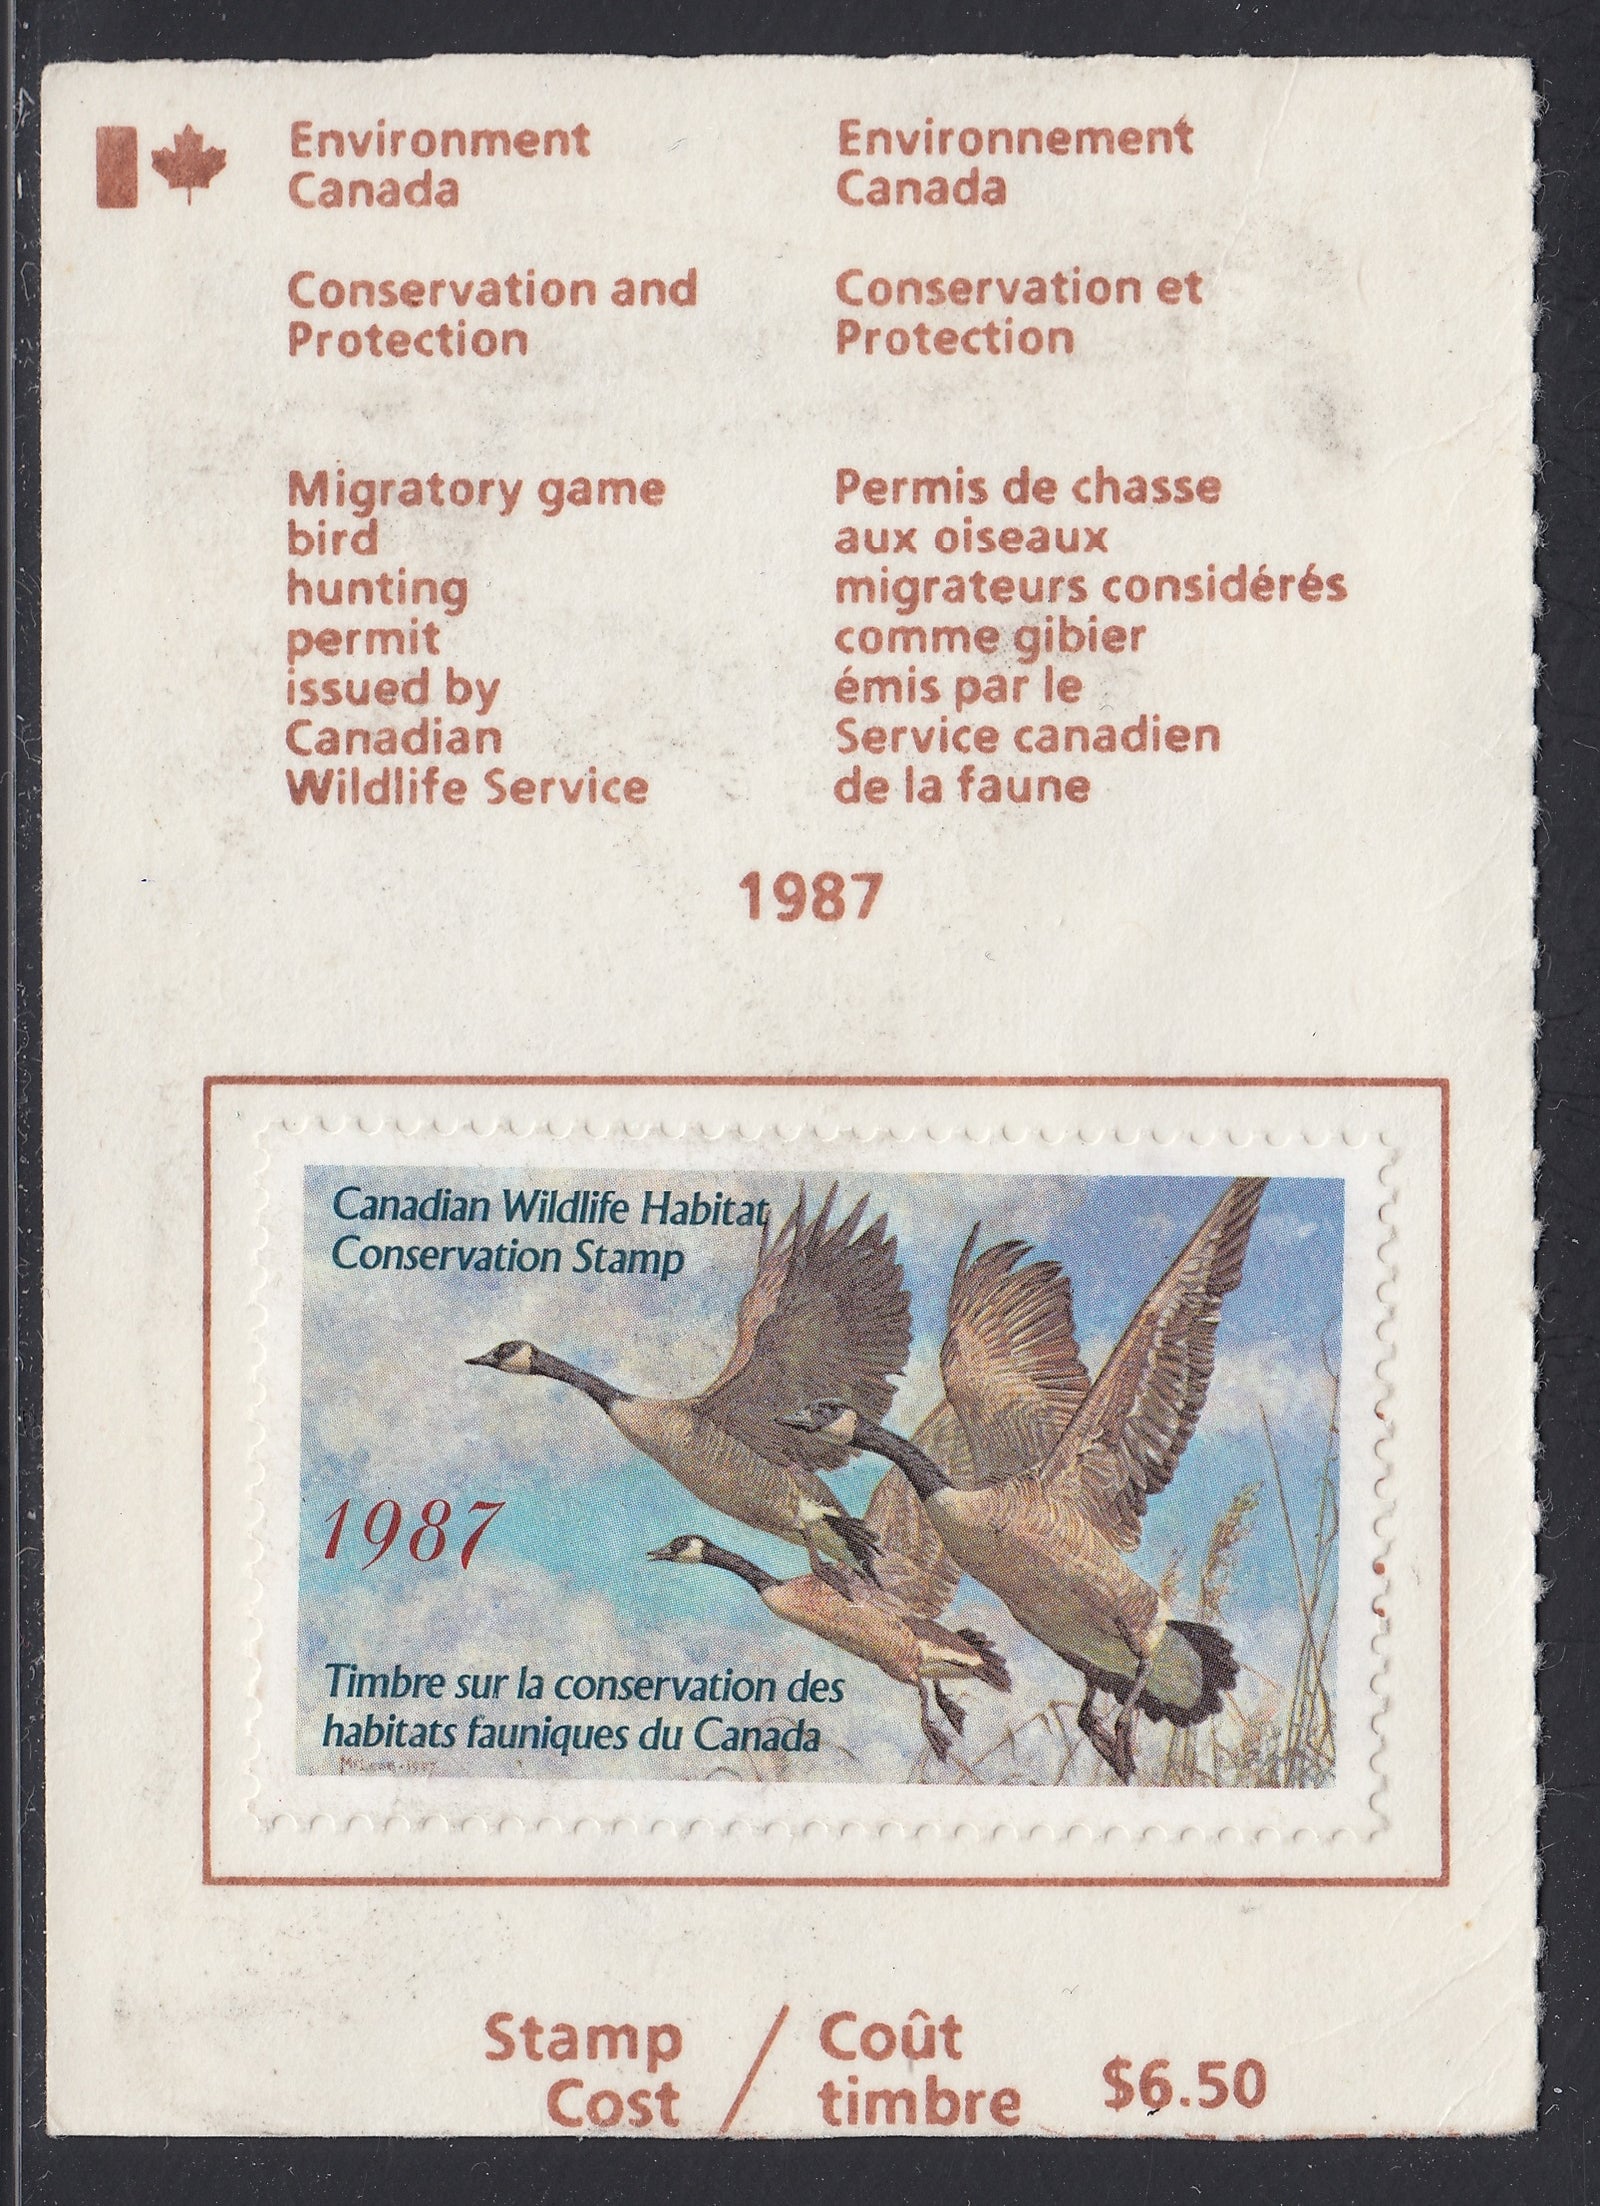 Environment
Canada
Environnement
Canada
Conservation and
Protection
Conservation et
Protection
Migratory game
bird
hunting
permit
issued by
Canadian
Wildlife Service
Permis de chasse
aux oiseaux
migrateurs considérés
comme gibier
émis par le
Service canadien
de la faune
1987
Canadian Wildlife Habitat
Conservation Stamp
1987
Timbre sur la conservation des
habitats fauniques du Canada
McLean · 1987
Stamp
Cost
/
Coût
timbre
$6.50